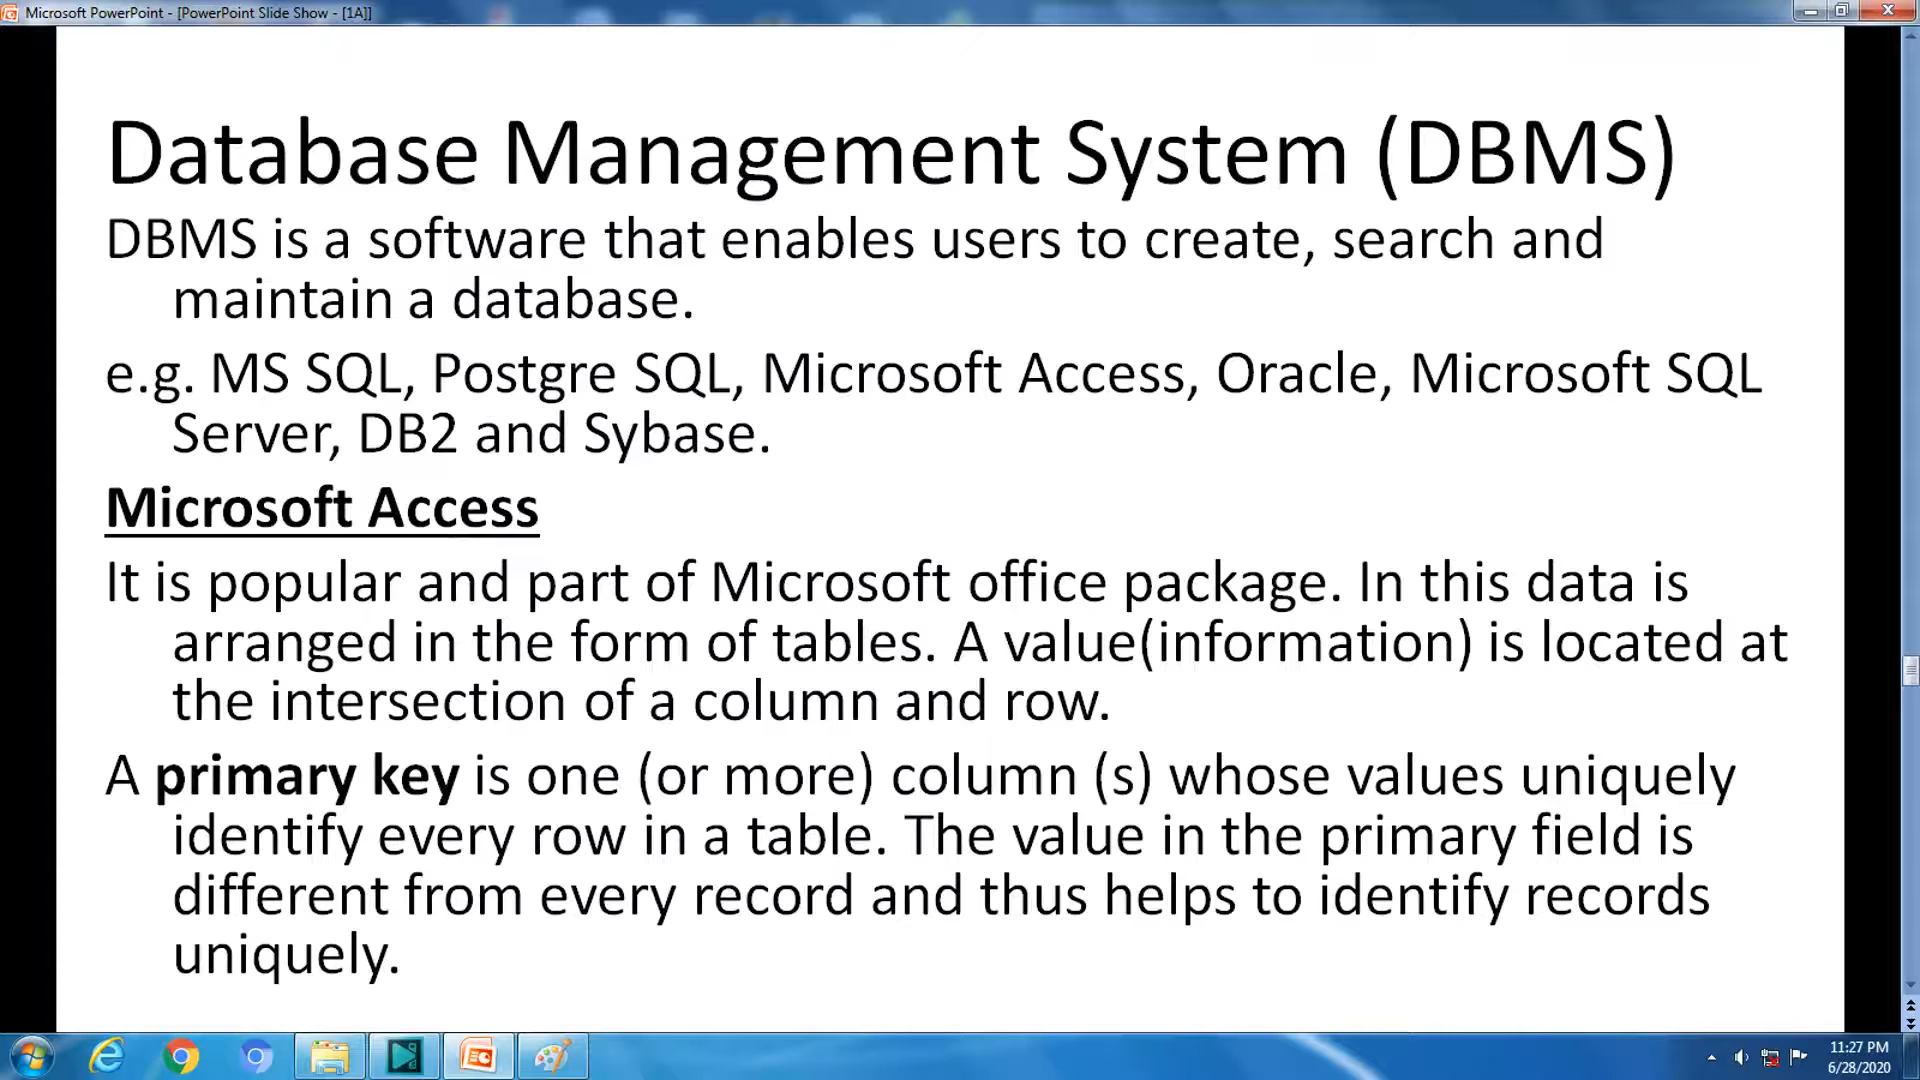 Microsoft PowerPoint - [PowerPoint Slide Show - [1A]]
Database Management System (DBMS)
DBMS is a software that enables users to create, search and
maintain a database.
e.g. MS SQL, Postgre SQL, Microsoft Access, Oracle, Microsoft SQL
Server, DB2 and Sybase.
Microsoft Access
It is popular and part of Microsoft office package. In this data is
arranged in the form of tables. A value(information) is located at
the intersection of a column and row.
A primary key is one (or more) column (s) whose values uniquely
identify every row in a table. The value in the primary field is
different from every record and thus helps to identify records
uniquely.
11:27 PM
6/28/2020